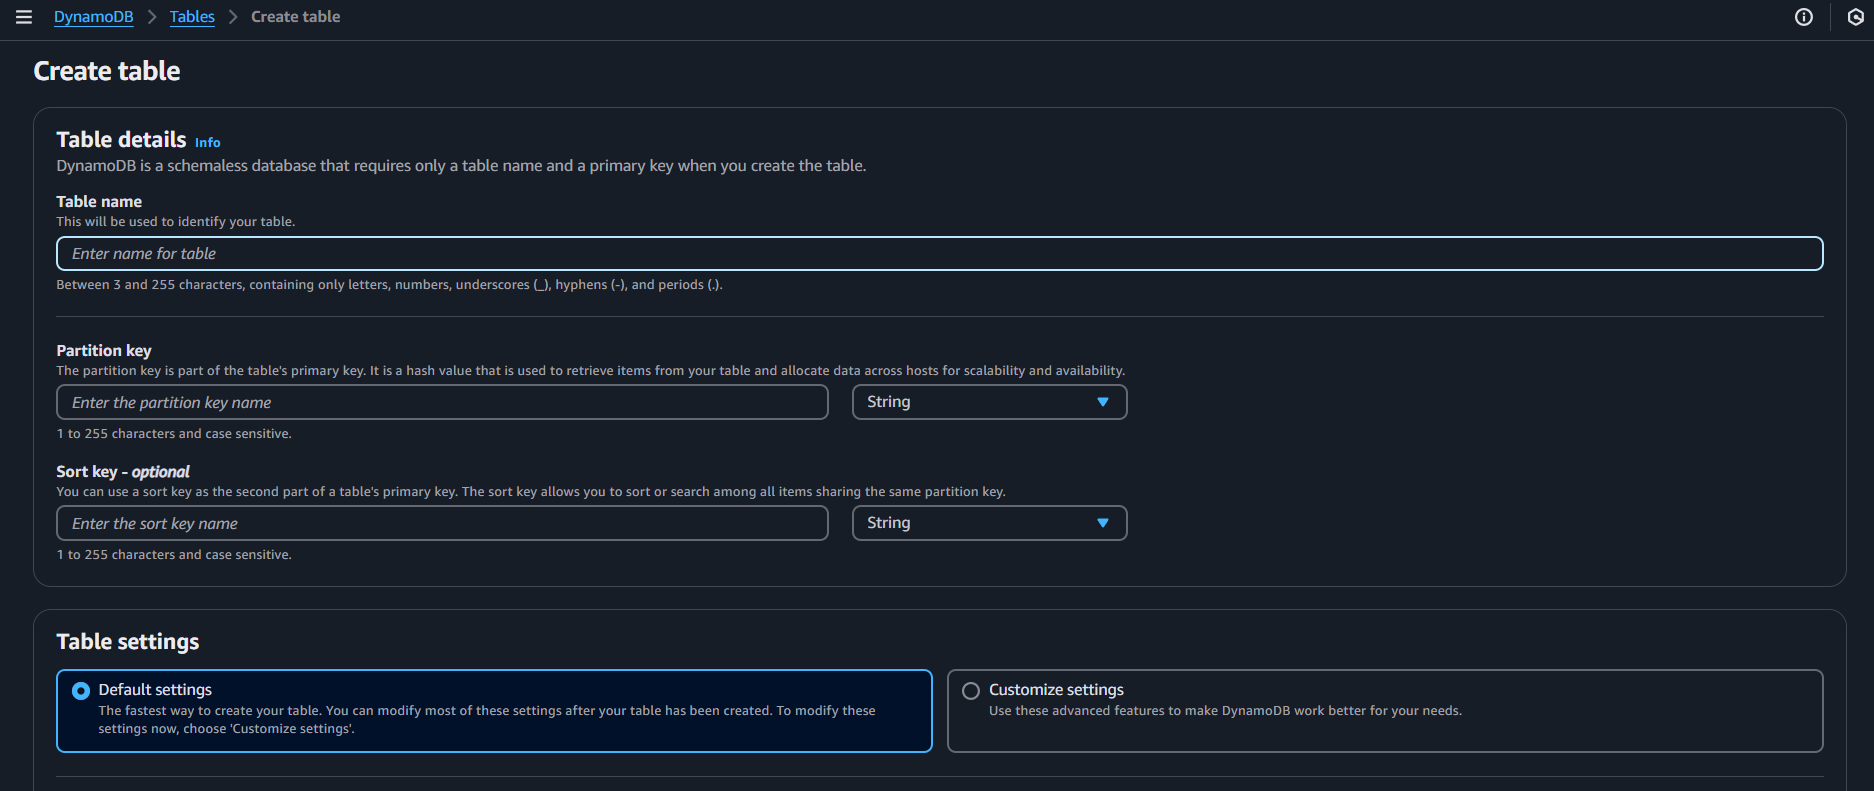 DynamoDB > Tables > Create table
Create table
Table details Info
DynamoDB is a schemaless database that requires only a table name and a primary key when you create the table.
Table name
This will be used to identify your table.
Enter name for table
Between 3 and 255 characters, containing only letters, numbers, underscores (_), hyphens (-), and periods (.).
Partition key
The partition key is part of the table's primary key. It is a hash value that is used to retrieve items from your table and allocate data across hosts for scalability and availability.
Enter the partition key name String
1 to 255 characters and case sensitive.
Sort key - optional
You can use a sort key as the second part of a table's primary key. The sort key allows you to sort or search among all items sharing the same partition key.
Enter the sort key name String
1 to 255 characters and case sensitive.
Table settings
Default settings
The fastest way to create your table. You can modify most of these settings after your table has been created. To modify these
settings now, choose 'Customize settings'.
Customize settings
Use these advanced features to make DynamoDB work better for your needs.